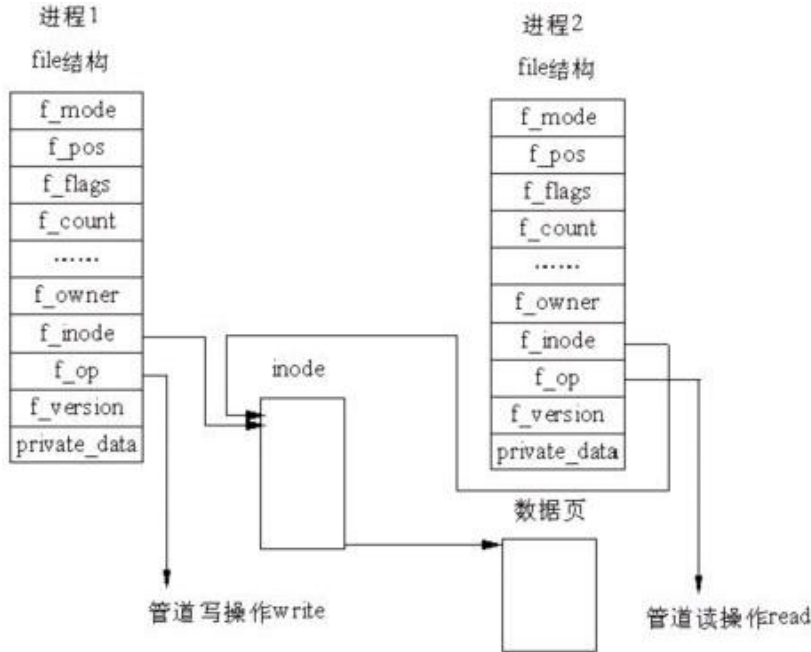 进程1
file结构
f_mode
f_pos
f_flags
f_count
……
f_owner
f_inode
f_op
f_version
private_data
进程2
file结构
f_mode
f_pos
f_flags
f_count
……
f_owner
f_inode
f_op
f_version
private_data
inode
数据页
管道写操作write
管道读操作read